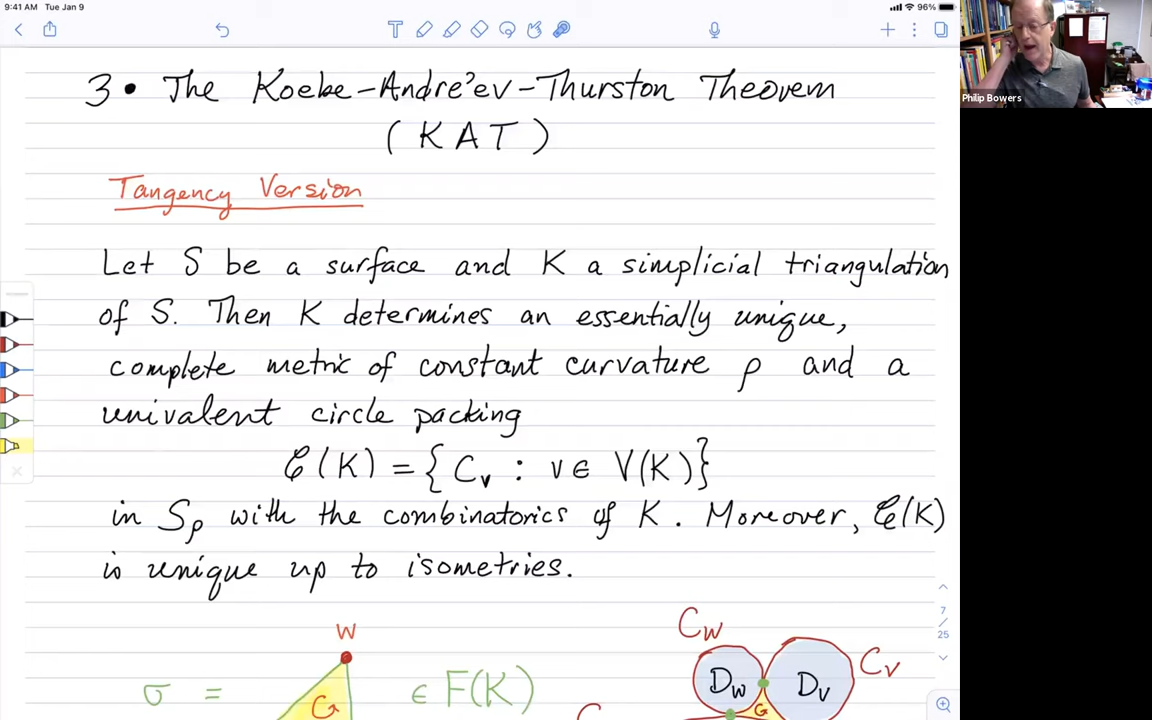 9:41 AM Tue Jan 9
96%
3. The Koebe-Andre'ev-Thurston Theorem
(KAT)
Tangency Version
Let S be a surface and K a simplicial triangulation
of S. Then K determines an essentially unique,
complete metric of constant curvature ρ and a
univalent circle packing
𝒞(K) = { C_v : v ∈ V(K) }
in S_ρ with the combinatorics of K. Moreover, 𝒞(K)
is unique up to isometries.
W
C_W
C_V
D_W
D_V
σ = G ∈ F(K)
G
7
/
25
Philip Bowers